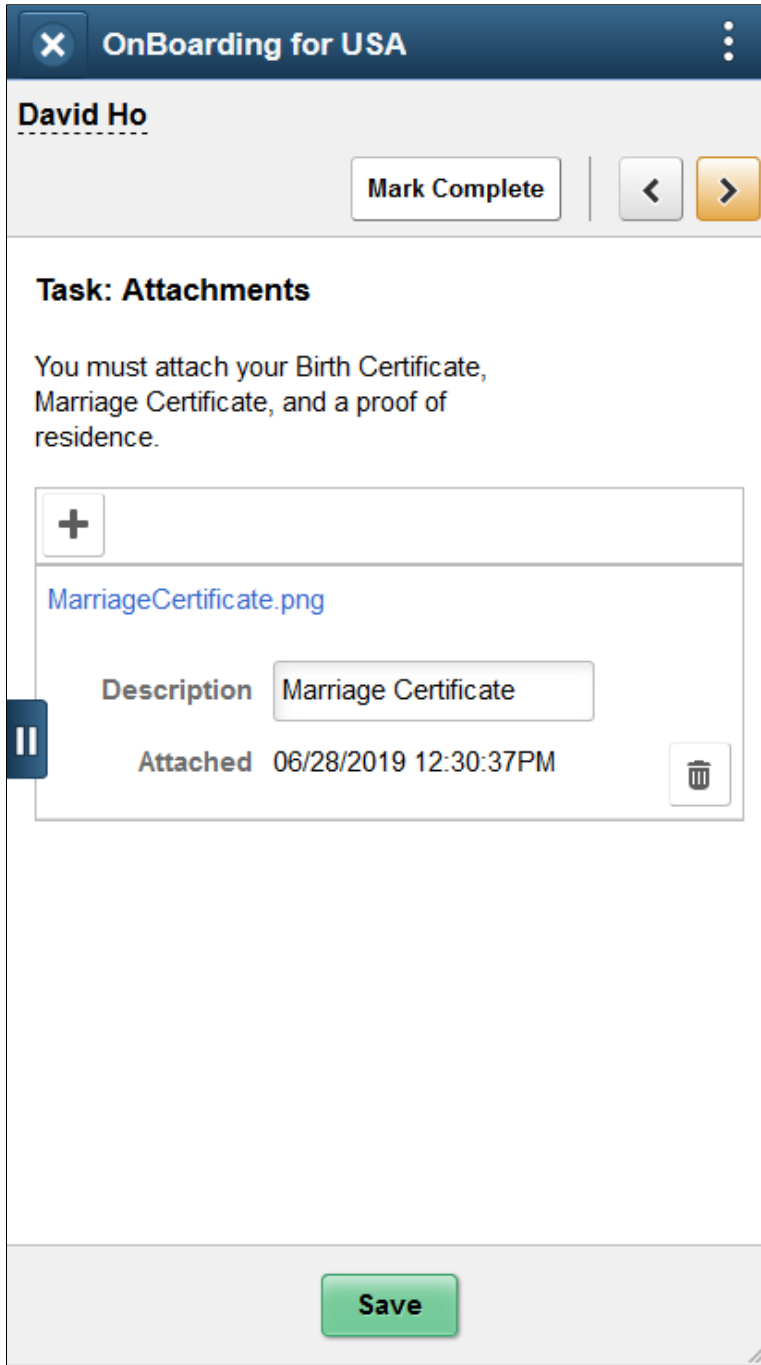 OnBoarding for USA
David Ho
Mark Complete
Task: Attachments
You must attach your Birth Certificate,
Marriage Certificate, and a proof of
residence.
MarriageCertificate.png
Description Marriage Certificate
Attached 06/28/2019 12:30:37PM
Save